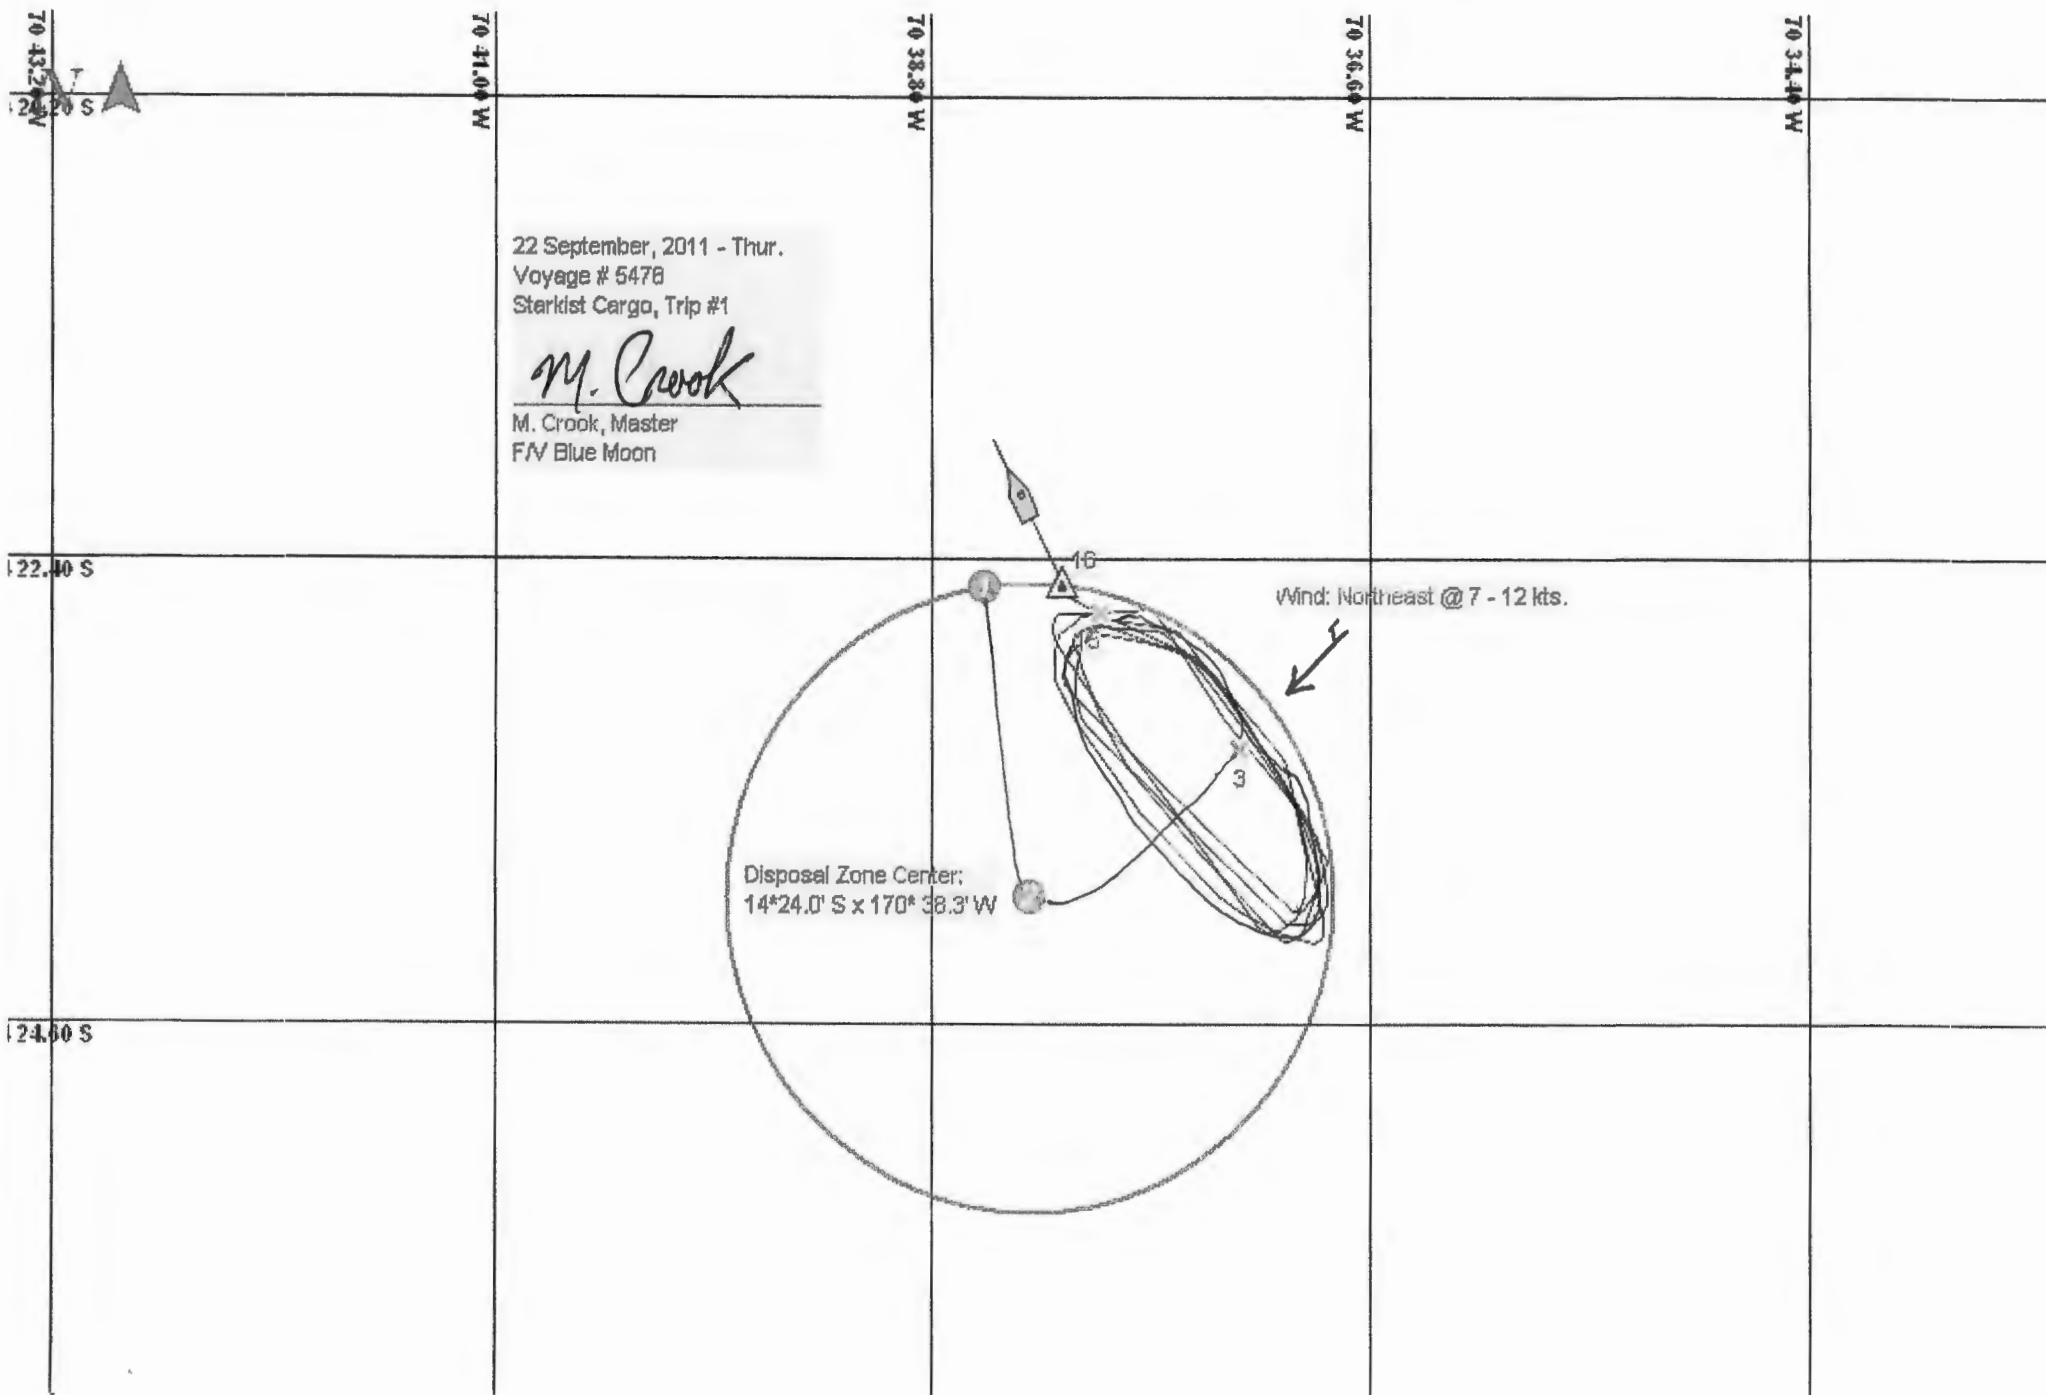 70 41.00 W
70 38.80 W
70 36.60 W
70 34.40 W
22 September, 2011 - Thur.
Voyage # 5478
Starkist Cargo, Trip #1
M. Crook
M. Crook, Master
F/V Blue Moon
22.40 S
16
Wind: Northeast @ 7 - 12 kts.
3
Disposal Zone Center:
14*24.0' S x 170* 38.3' W
24.60 S